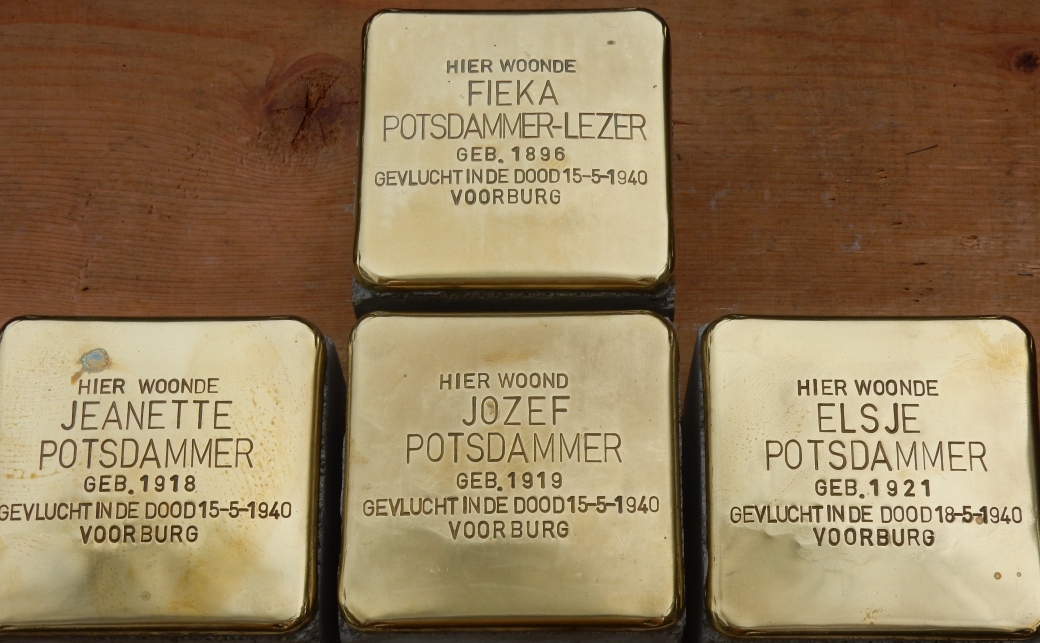 HIER WOONDE
FIEKA
POTSDAMMER-LEZER
GEB. 1896
GEVLUCHT IN DE DOOD 15-5-1940
VOORBURG
HIER WOONDE
JEANETTE
POTSDAMMER
GEB. 1918
GEVLUCHT IN DE DOOD 15-5-1940
VOORBURG
HIER WOOND
JOZEF
POTSDAMMER
GEB. 1919
GEVLUCHT IN DE DOOD 15-5-1940
VOORBURG
HIER WOONDE
ELSJE
POTSDAMMER
GEB. 1921
GEVLUCHT IN DE DOOD 18-5-1940
VOORBURG